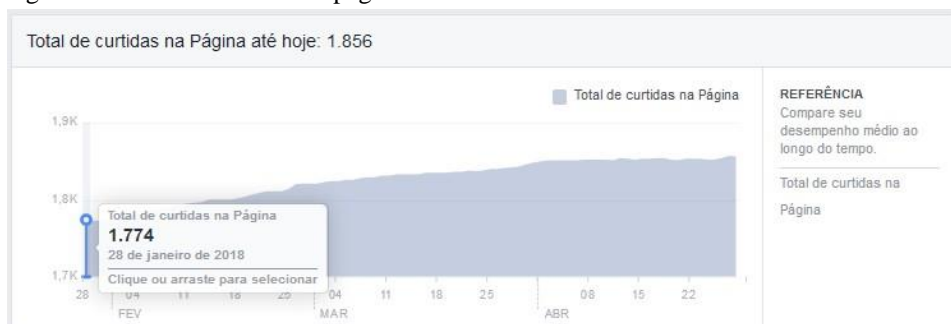 Total de curtidas na Página até hoje: 1.856
Total de curtidas na Página
1,9K
1,8K
1,7K
Total de curtidas na Página
1.774
28 de janeiro de 2018
Clique ou arraste para selecionar
28 04 11 18 25 04 11 18 25 08 15 22
FEV MAR ABR
REFERÊNCIA
Compare seu
desempenho médio ao
longo do tempo.
Total de curtidas na
Página